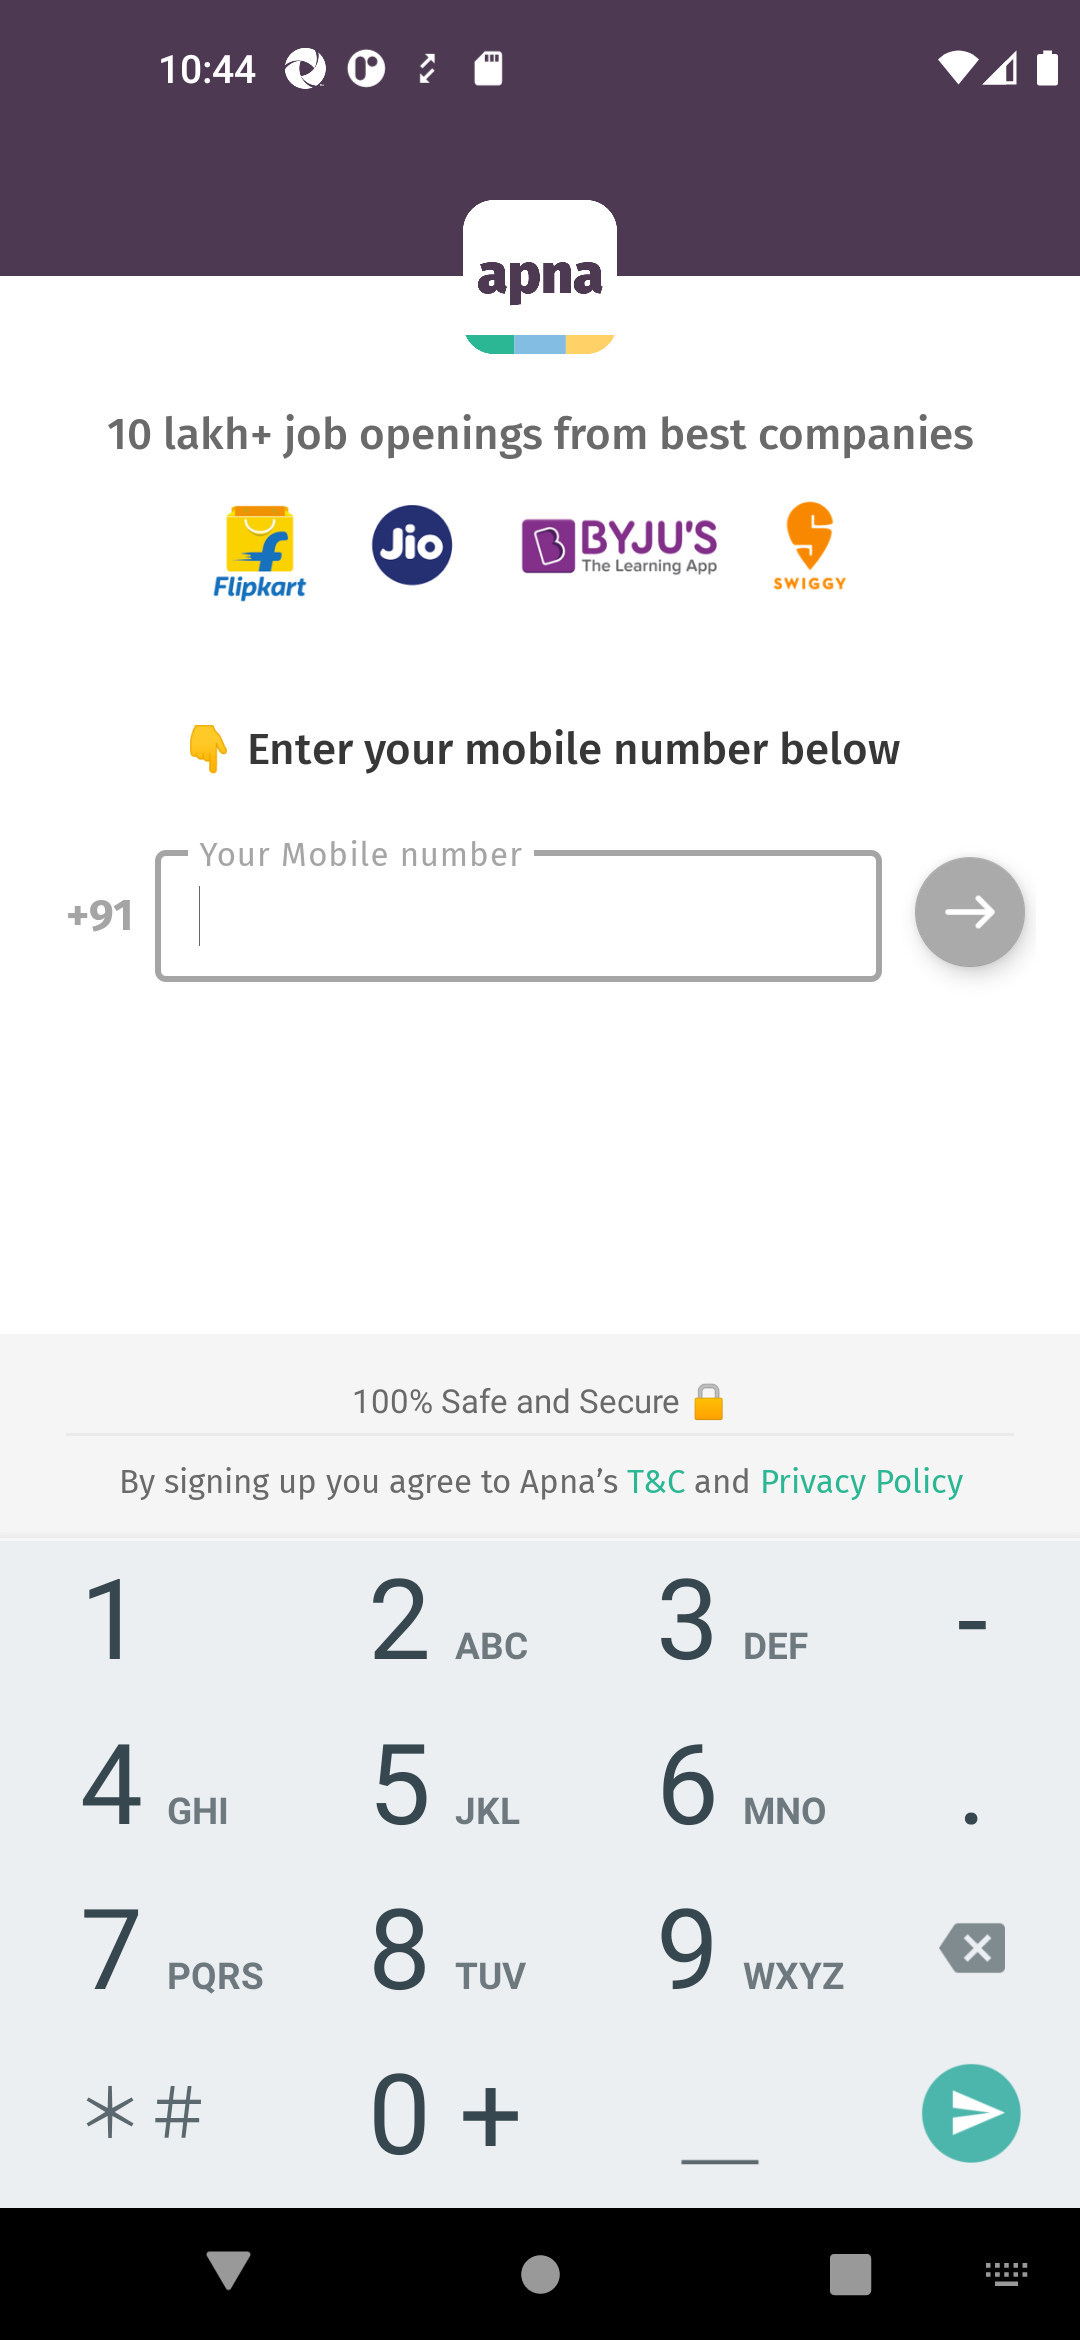 10:44
apna
10 lakh+ job openings from best companies
Flipkart
Jio
BYJU'S
The Learning App
SWIGGY
👇 Enter your mobile number below
Your Mobile number
+91
100% Safe and Secure 🔒
By signing up you agree to Apna’s T&C and Privacy Policy
1
2 ABC
3 DEF
-
4 GHI
5 JKL
6 MNO
.
7 PQRS
8 TUV
9 WXYZ
* #
0 +